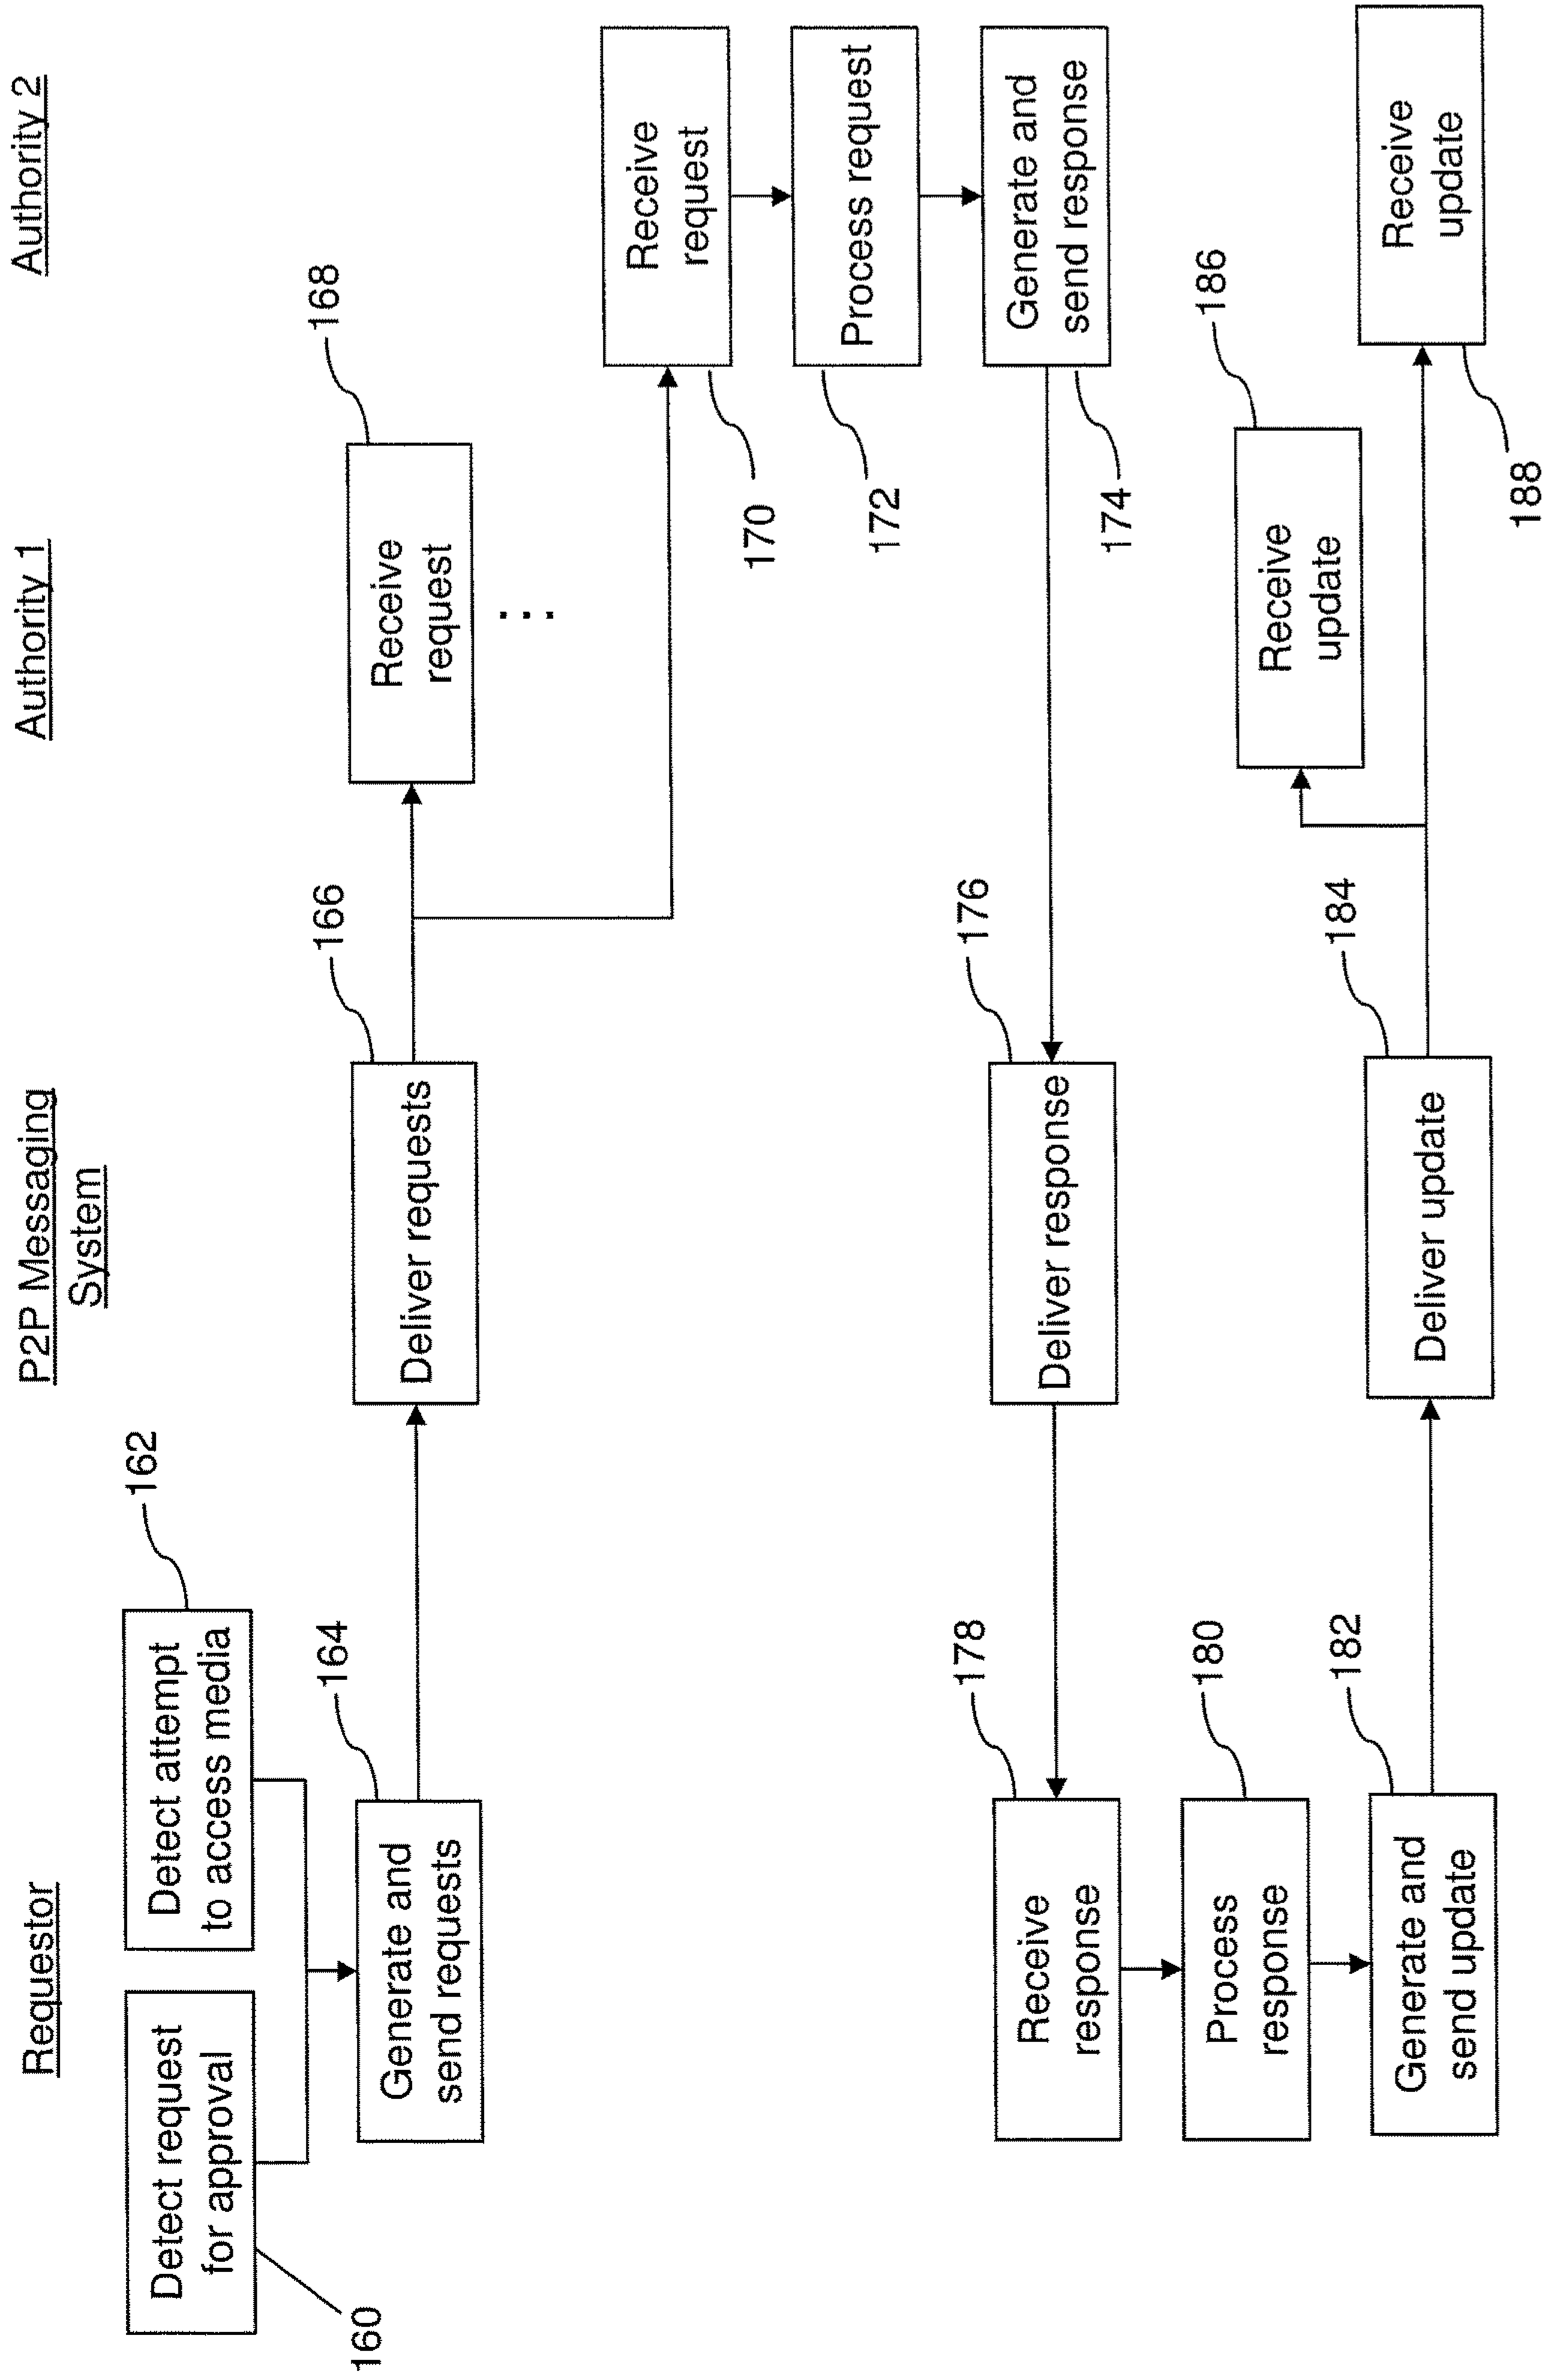 Requestor
P2P Messaging
System
Authority 1
Authority 2
Detect request
for approval
160
Detect attempt
to access media
162
Generate and
send requests
164
Deliver requests
166
Receive
request
168
...
Receive
request
170
Process request
172
Generate and
send response
174
Deliver response
176
Receive
response
178
Process
response
180
Generate and
send update
182
Deliver update
184
Receive
update
186
Receive
update
188